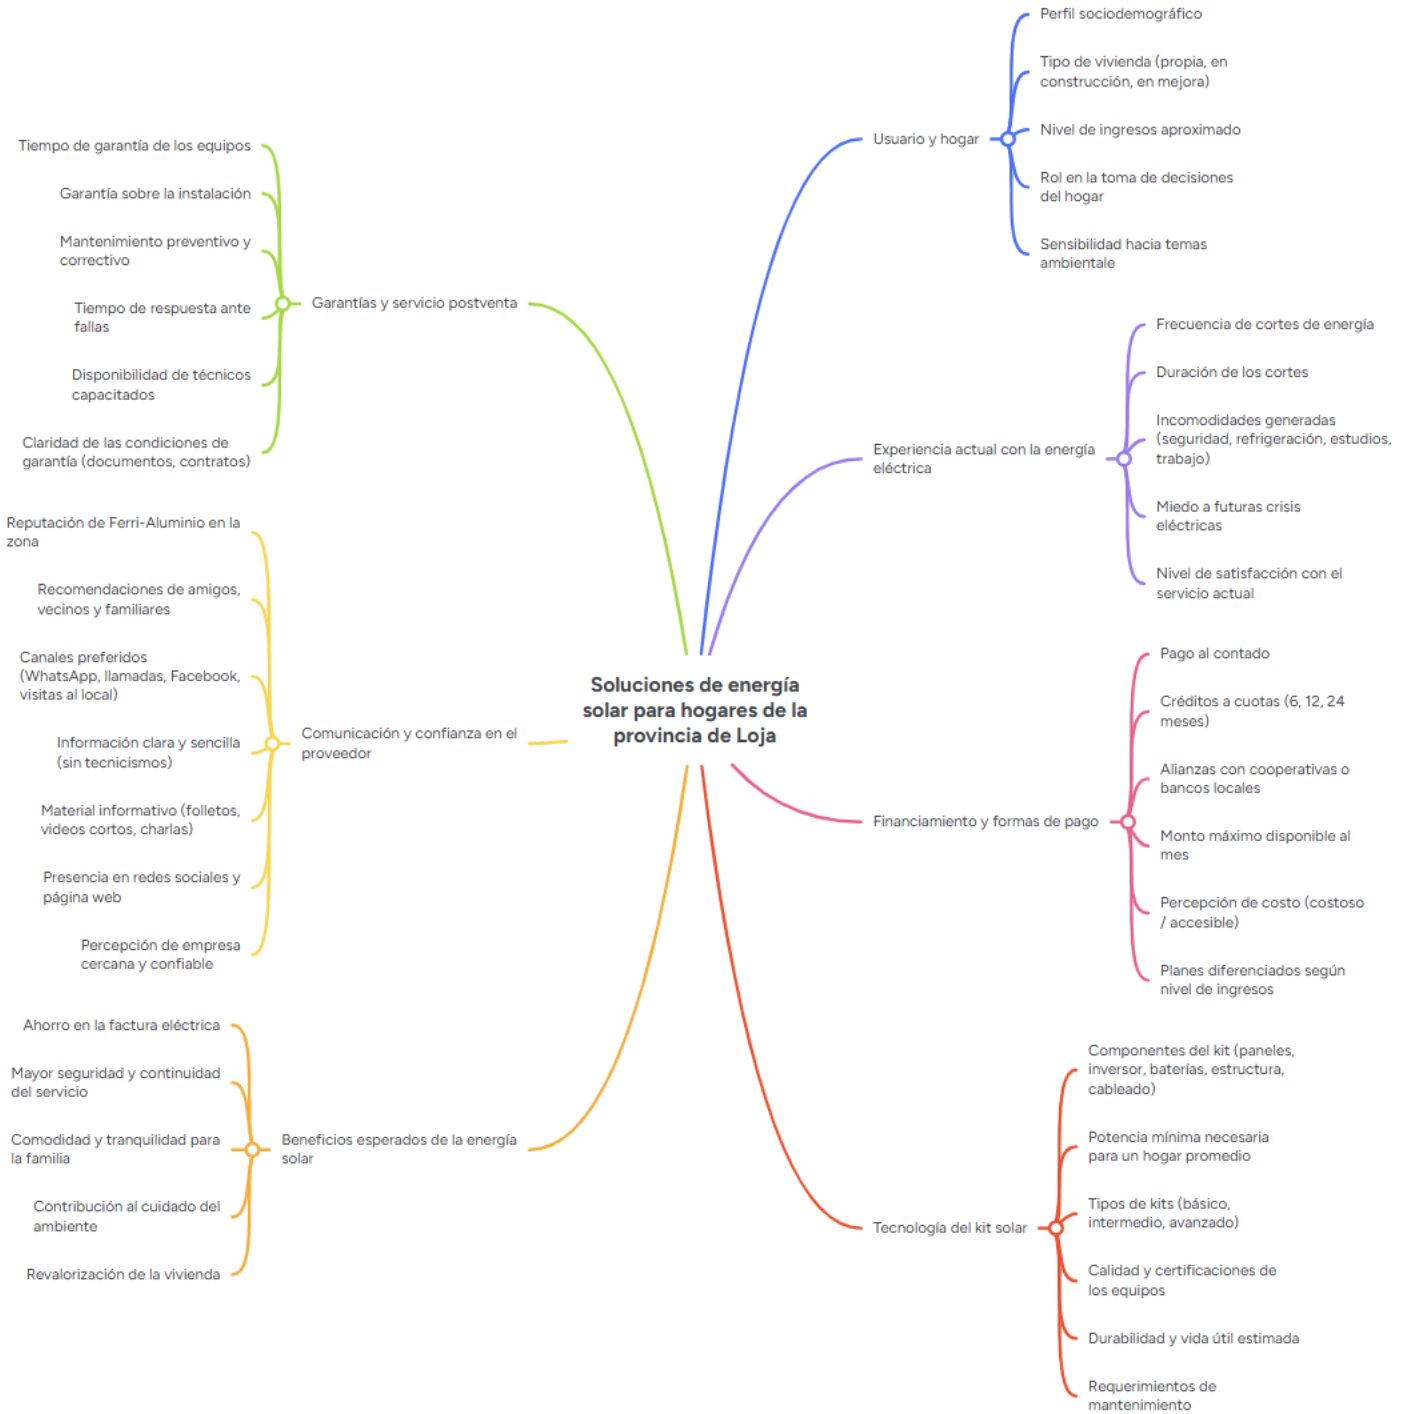 Soluciones de energía
solar para hogares de la
provincia de Loja
Usuario y hogar
Perfil sociodemográfico
Tipo de vivienda (propia, en
construcción, en mejora)
Nivel de ingresos aproximado
Rol en la toma de decisiones
del hogar
Sensibilidad hacia temas
ambientale
Experiencia actual con la energía
eléctrica
Frecuencia de cortes de energía
Duración de los cortes
Incomodidades generadas
(seguridad, refrigeración, estudios,
trabajo)
Miedo a futuras crisis
eléctricas
Nivel de satisfacción con el
servicio actual
Financiamiento y formas de pago
Pago al contado
Créditos a cuotas (6, 12, 24
meses)
Alianzas con cooperativas o
bancos locales
Monto máximo disponible al
mes
Percepción de costo (costoso
/ accesible)
Planes diferenciados según
nivel de ingresos
Tecnología del kit solar
Componentes del kit (paneles,
inversor, baterías, estructura,
cableado)
Potencia mínima necesaria
para un hogar promedio
Tipos de kits (básico,
intermedio, avanzado)
Calidad y certificaciones de
los equipos
Durabilidad y vida útil estimada
Requerimientos de
mantenimiento
Garantías y servicio postventa
Tiempo de garantía de los equipos
Garantía sobre la instalación
Mantenimiento preventivo y
correctivo
Tiempo de respuesta ante
fallas
Disponibilidad de técnicos
capacitados
Claridad de las condiciones de
garantía (documentos, contratos)
Comunicación y confianza en el
proveedor
Reputación de Ferri-Aluminio en la
zona
Recomendaciones de amigos,
vecinos y familiares
Canales preferidos
(WhatsApp, llamadas, Facebook,
visitas al local)
Información clara y sencilla
(sin tecnicismos)
Material informativo (folletos,
videos cortos, charlas)
Presencia en redes sociales y
página web
Percepción de empresa
cercana y confiable
Beneficios esperados de la energía
solar
Ahorro en la factura eléctrica
Mayor seguridad y continuidad
del servicio
Comodidad y tranquilidad para
la familia
Contribución al cuidado del
ambiente
Revalorización de la vivienda